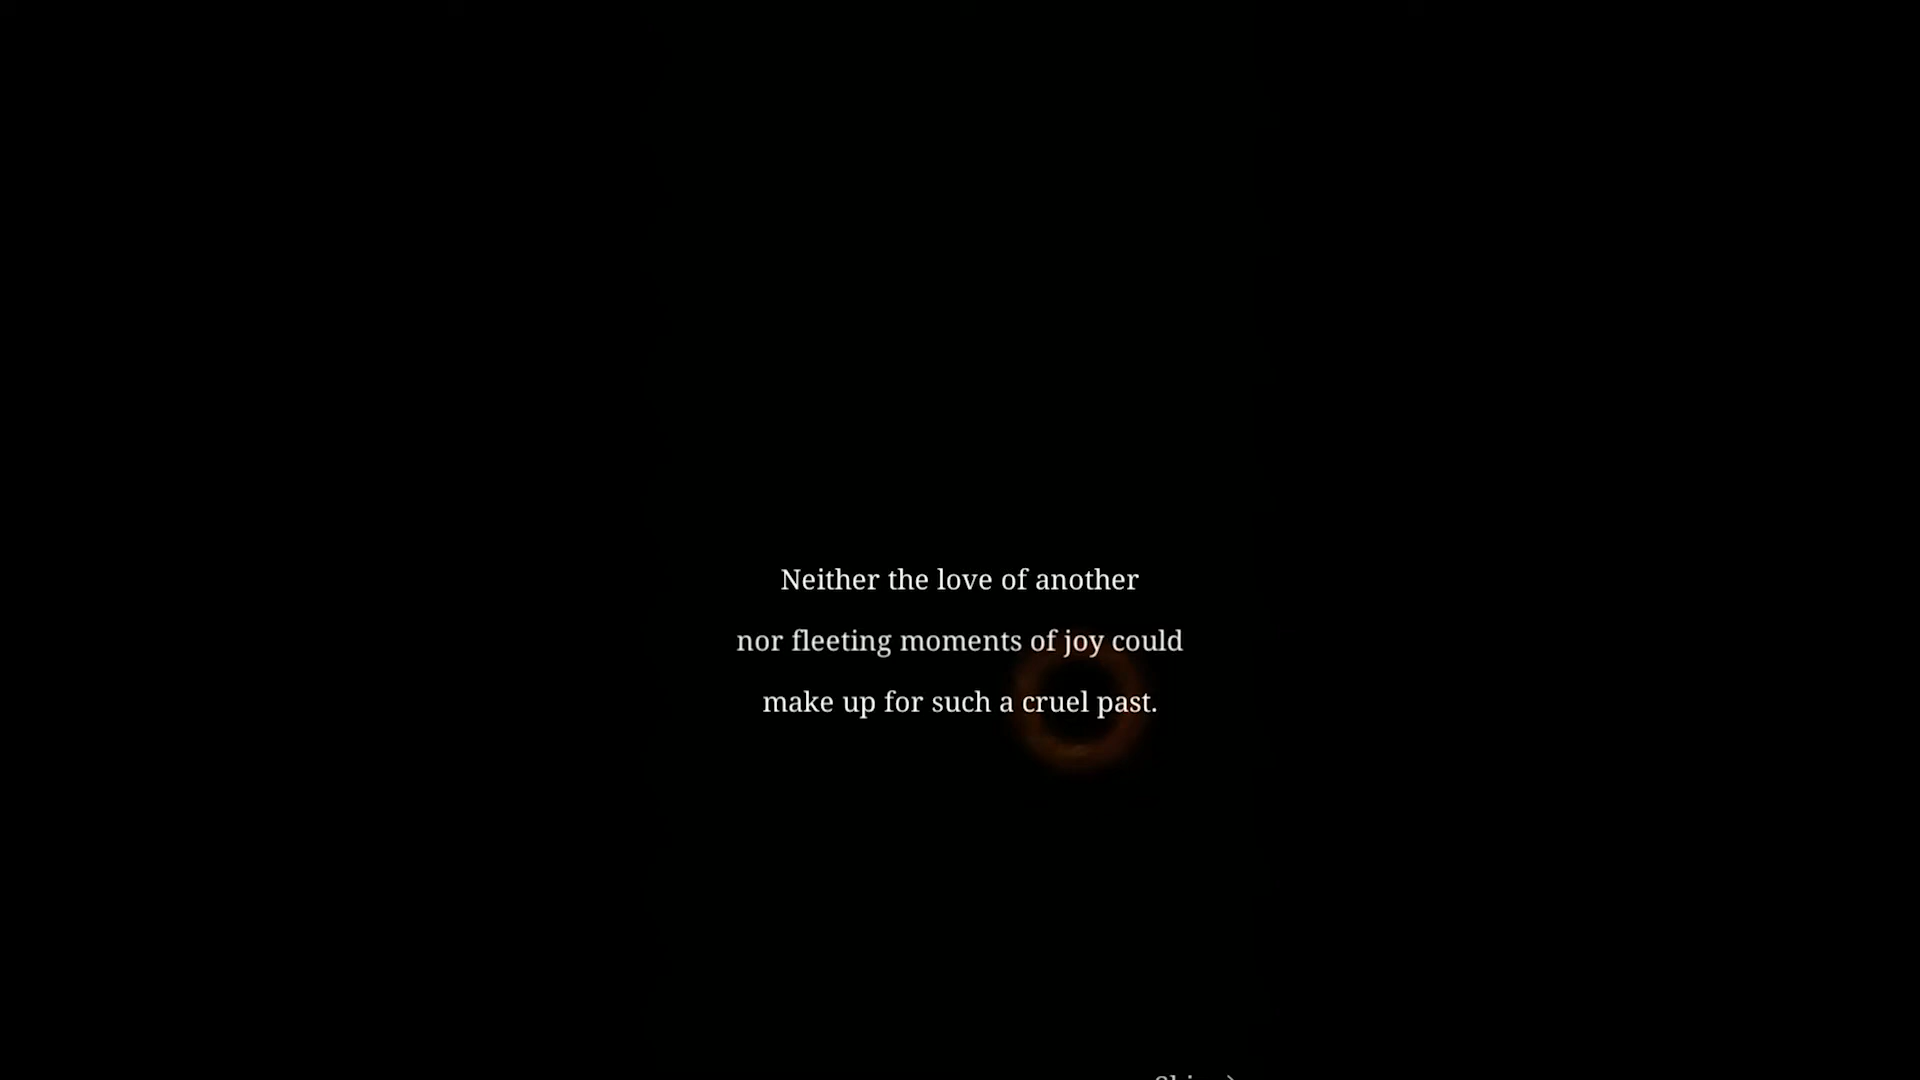 Neither the love of another
nor fleeting moments of joy could
make up for such a cruel past.